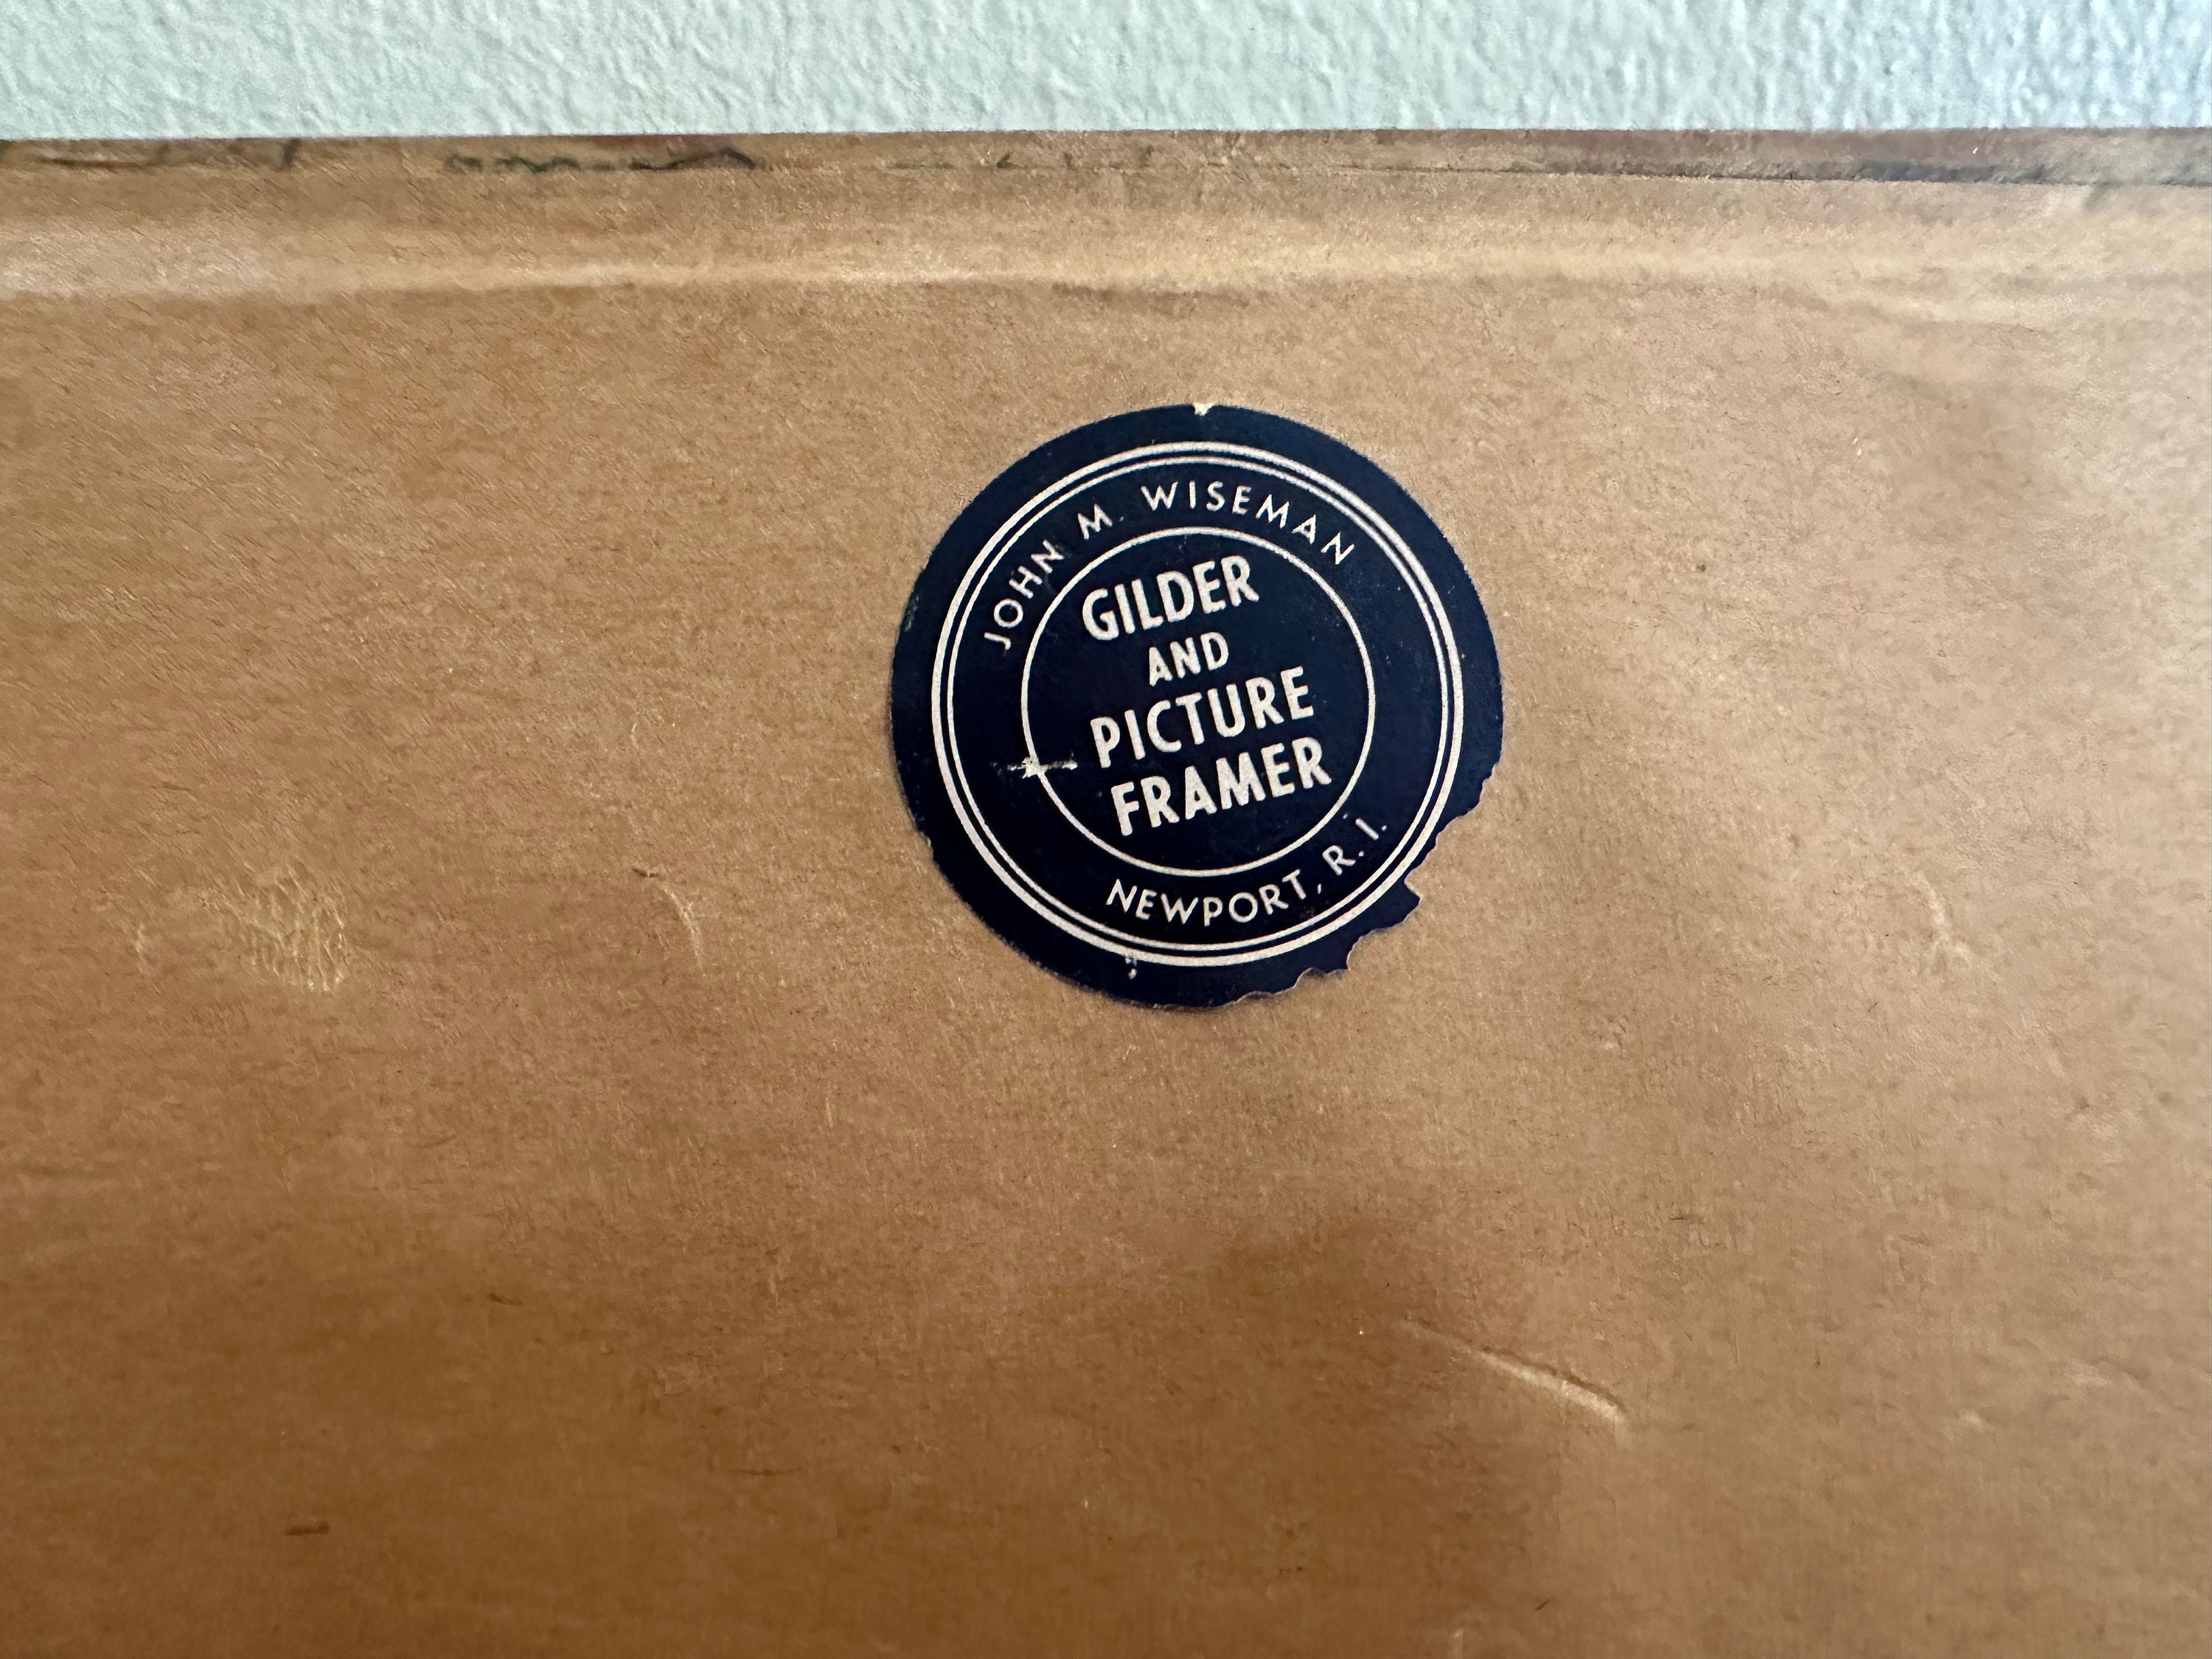 JOHN M. WISEMAN
GILDER
AND
PICTURE
FRAMER
NEWPORT, R. I.